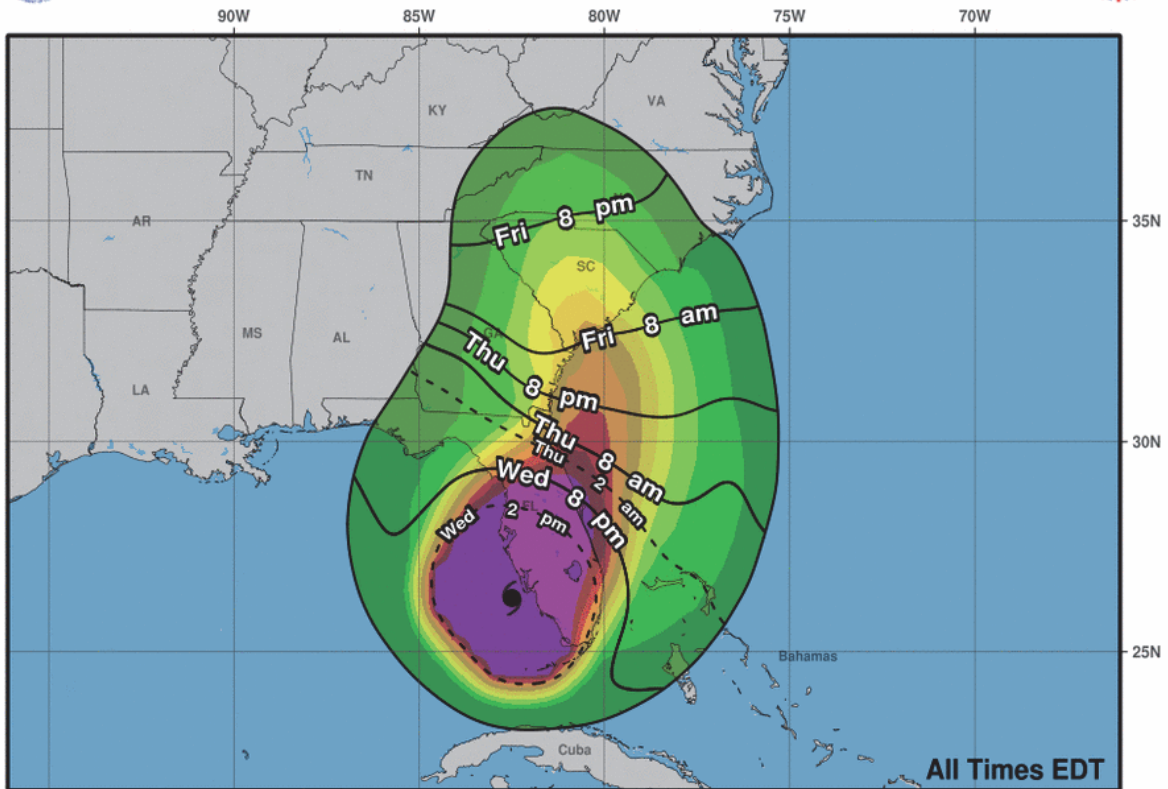 90W 85W 80W 75W 70W
KY
VA
TN
AR
Fri 8 pm
35N
SC
MS
AL
GA
Fri 8 am
LA
Thu 8 pm
30N
Thu 8 am
Thu 2 am
Wed 8 pm
FL
Wed 2 pm
25N
Bahamas
Cuba
All Times EDT